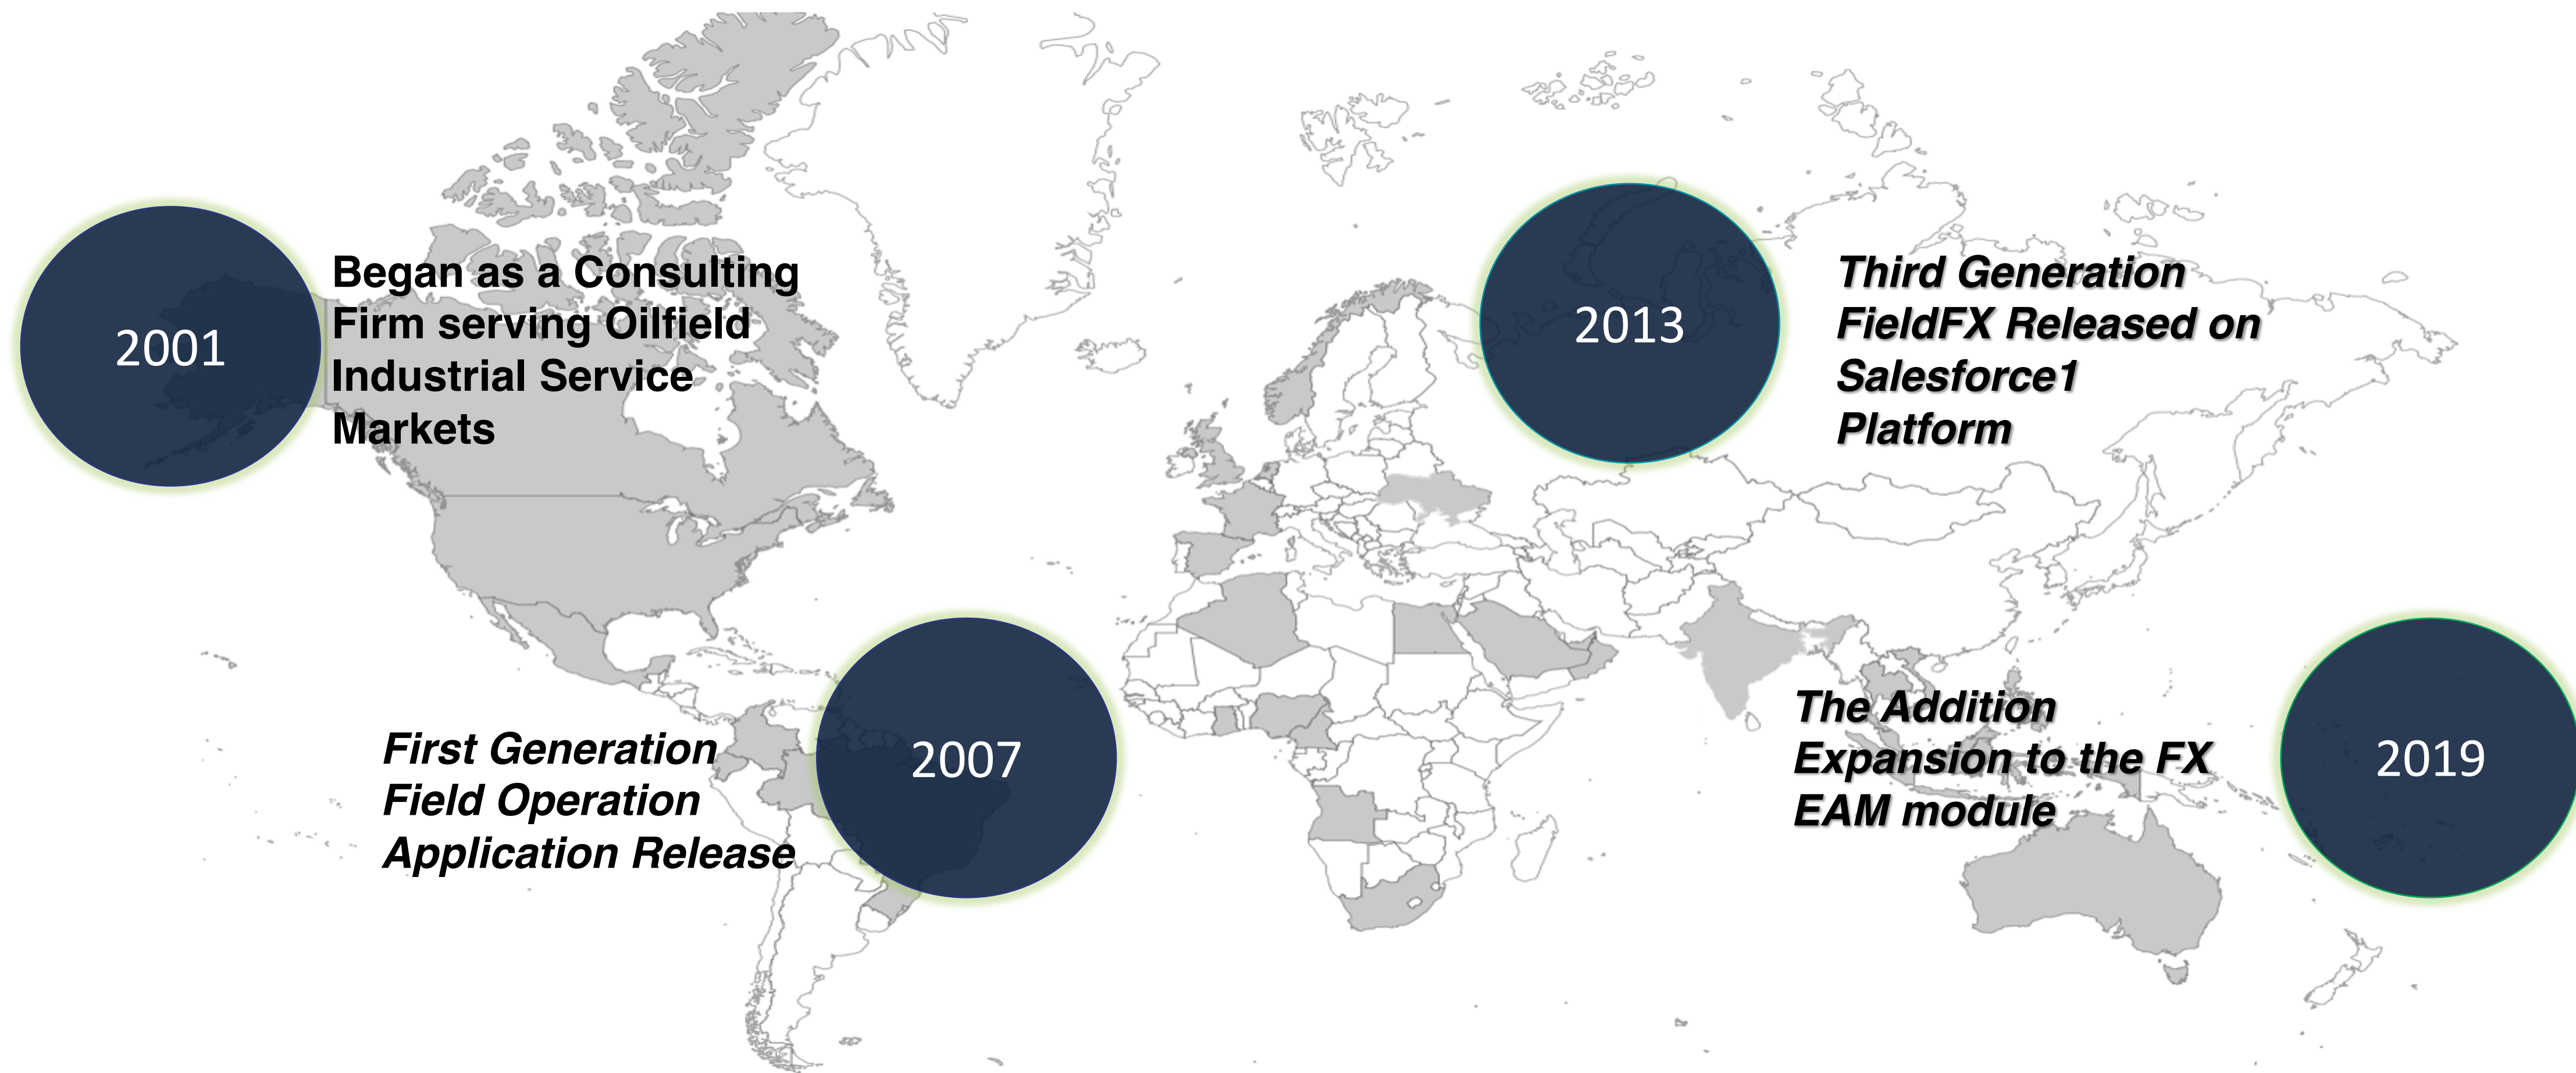 2001
Began as a Consulting
Firm serving Oilfield
Industrial Service
Markets
2007
First Generation
Field Operation
Application Release
2013
Third Generation
FieldFX Released on
Salesforce1
Platform
2019
The Addition
Expansion to the FX
EAM module